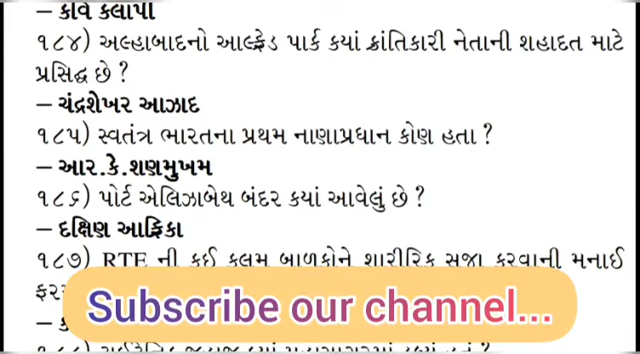 – કવિ કલાપી
૧૮૪) અલ્હાબાદનો આલ્ફ્રેડ પાર્ક કયાં ક્રાંતિકારી નેતાની શહાદત માટે
પ્રસિદ્ધ છે ?
– ચંદ્રશેખર આઝાદ
૧૮૫) સ્વતંત્ર ભારતના પ્રથમ નાણાપ્રધાન કોણ હતા ?
– આર.કે.શણમુખમ
૧૮૬) પોર્ટ એલિઝાબેથ બંદર કયાં આવેલું છે ?
– દક્ષિણ આફ્રિકા
૧૮૭) RTE ની કઈ કલમ બાળકોને શારીરિક સજા કરવાની મનાઈ
Subscribe our channel...